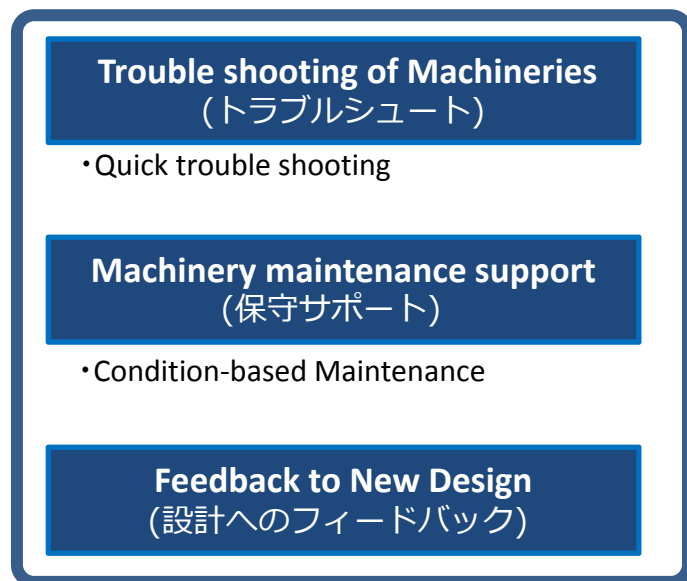 Trouble shooting of Machineries
(トラブルシュート)
・Quick trouble shooting
Machinery maintenance support
(保守サポート)
・Condition-based Maintenance
Feedback to New Design
(設計へのフィードバック)